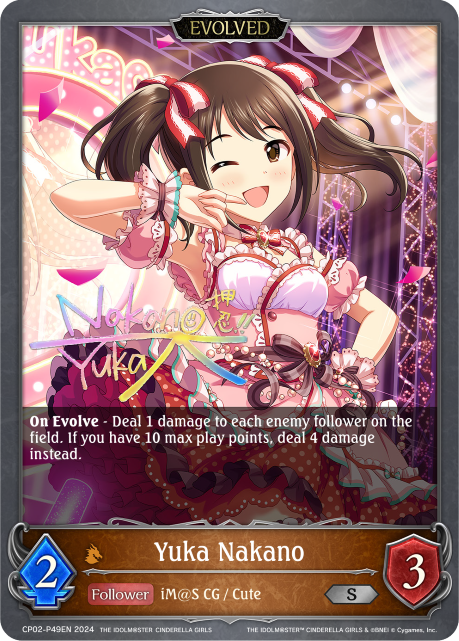 EVOLVED
Nakano 押忍!!
Yuka
On Evolve - Deal 1 damage to each enemy follower on the
field. If you have 10 max play points, deal 4 damage
instead.
Yuka Nakano
2
Follower iM@S CG / Cute
S
3
CP02-P49EN 2024 THE IDOLM@STER CINDERELLA GIRLS THE IDOLM@STER™ CINDERELLA GIRLS & ©BNEI © Cygames, Inc.